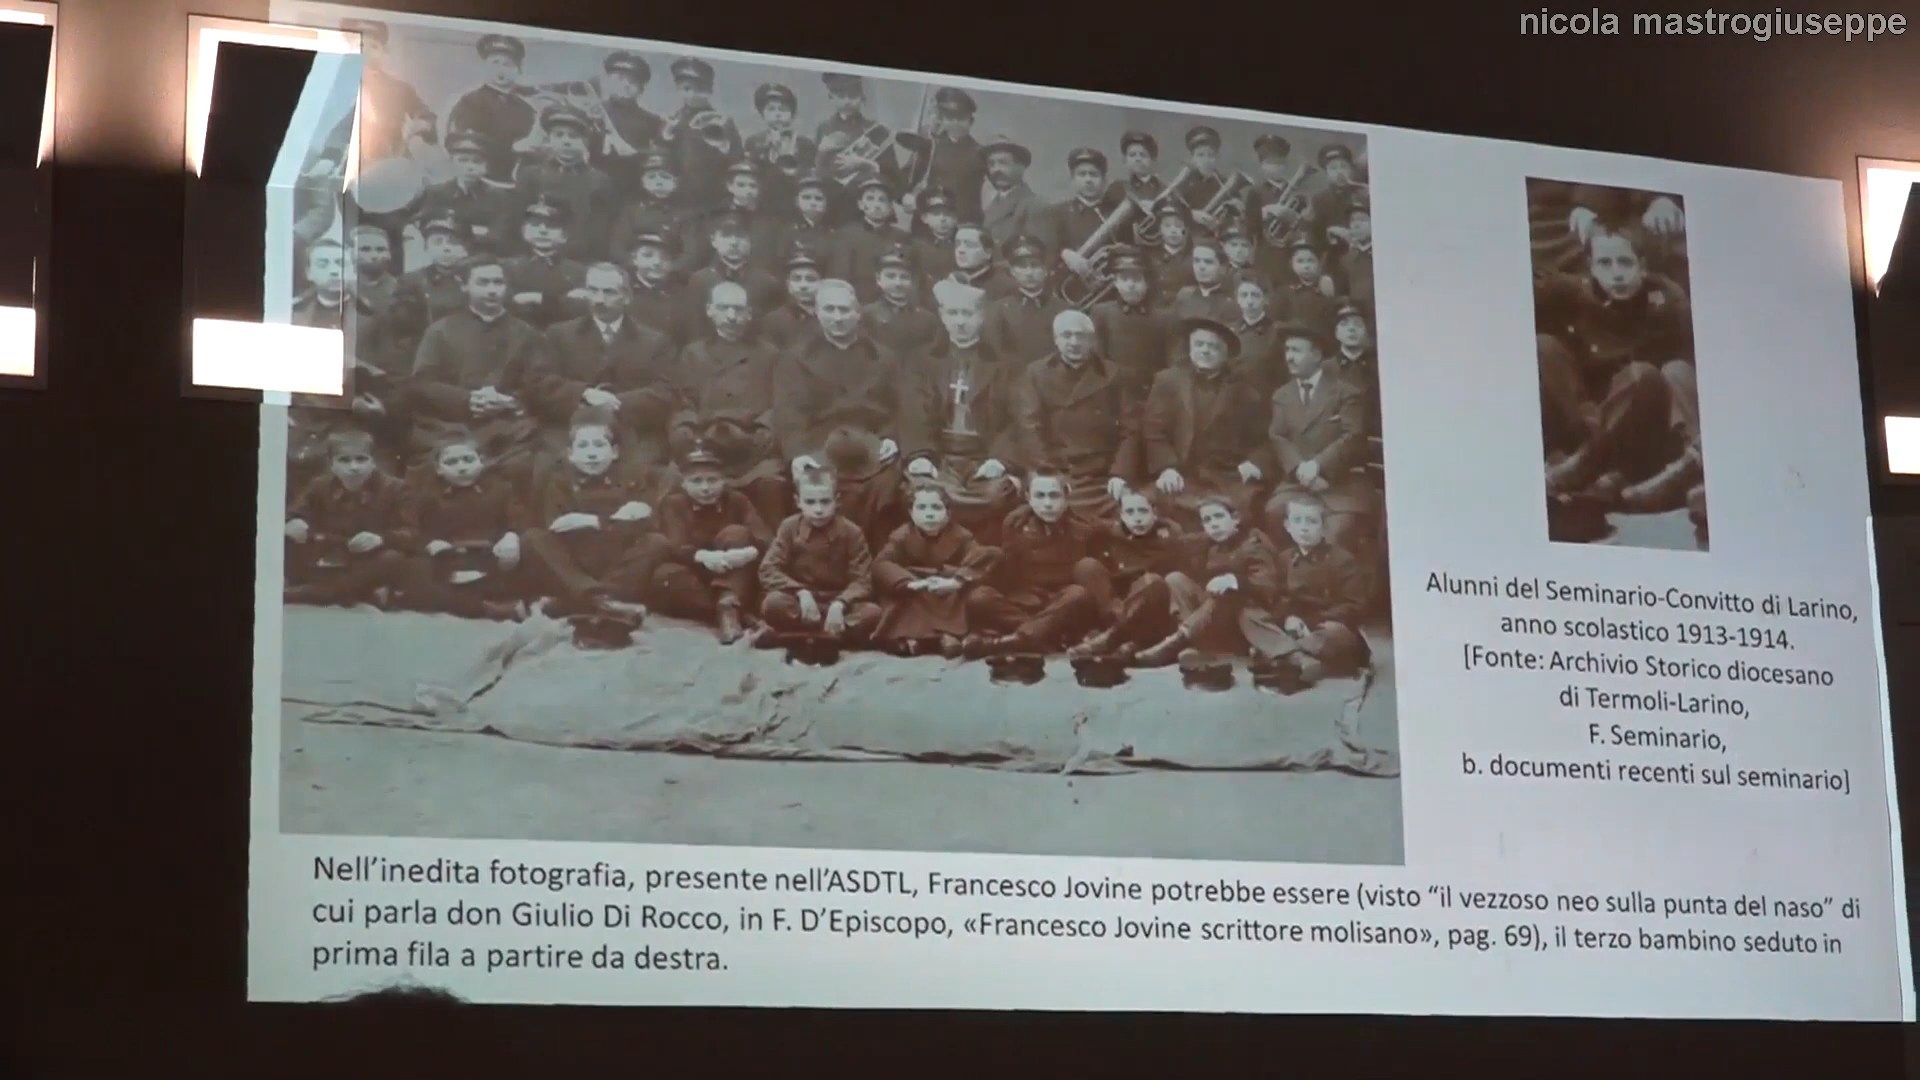 nicola mastrogiuseppe
Alunni del Seminario-Convitto di Larino,
anno scolastico 1913-1914.
[Fonte: Archivio Storico diocesano
di Termoli-Larino,
F. Seminario,
b. documenti recenti sul seminario]
Nell’inedita fotografia, presente nell’ASDTL, Francesco Jovine potrebbe essere (visto “il vezzoso neo sulla punta del naso” di
cui parla don Giulio Di Rocco, in F. D’Episcopo, «Francesco Jovine scrittore molisano», pag. 69), il terzo bambino seduto in
prima fila a partire da destra.